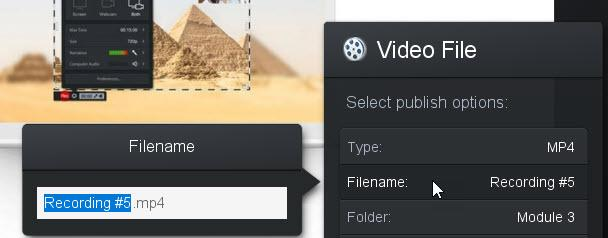 Screen Webcam Both
Max Time 00:15:00
Size 720p
Narration
Computer Audio
Preferences...
Rec
Video File
Select publish options:
Type: MP4
Filename: Recording #5
Folder: Module 3
Filename
Recording #5.mp4